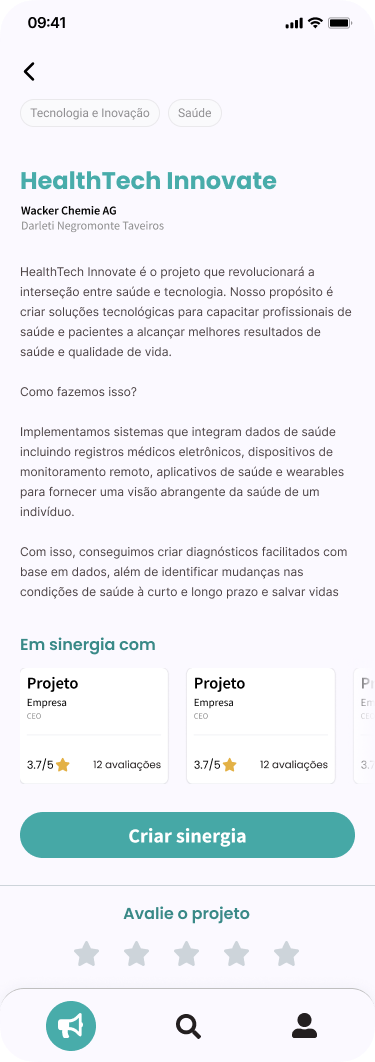 09:41
Tecnologia e Inovação
Saúde
HealthTech Innovate
Wacker Chemie AG
Darleti Negromonte Taveiros
HealthTech Innovate é o projeto que revolucionará a
interseção entre saúde e tecnologia. Nosso propósito é
criar soluções tecnológicas para capacitar profissionais de
saúde e pacientes a alcançar melhores resultados de
saúde e qualidade de vida.
Como fazemos isso?
Implementamos sistemas que integram dados de saúde
incluindo registros médicos eletrônicos, dispositivos de
monitoramento remoto, aplicativos de saúde e wearables
para fornecer uma visão abrangente da saúde de um
indivíduo.
Com isso, conseguimos criar diagnósticos facilitados com
base em dados, além de identificar mudanças nas
condições de saúde à curto e longo prazo e salvar vidas
Em sinergia com
Projeto
Empresa
CEO
3.7/5
12 avaliações
Projeto
Empresa
CEO
3.7/5
12 avaliações
Criar sinergia
Avalie o projeto